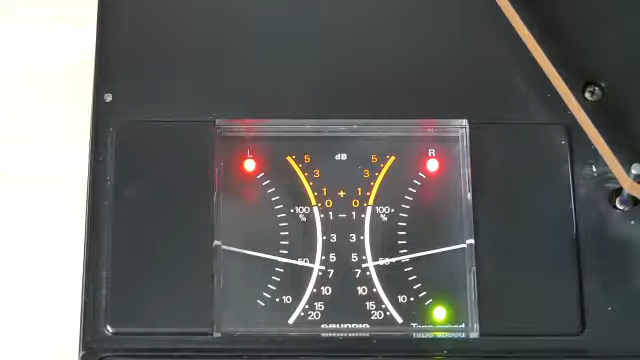 L dB R
5 5
3 3
1 + 1
0 0
100 % 1 – 1 100 %
3 3
50 5 5 50
7 7
10 10 10 10
15 15
20 20
GRUNDIG
Tape speed